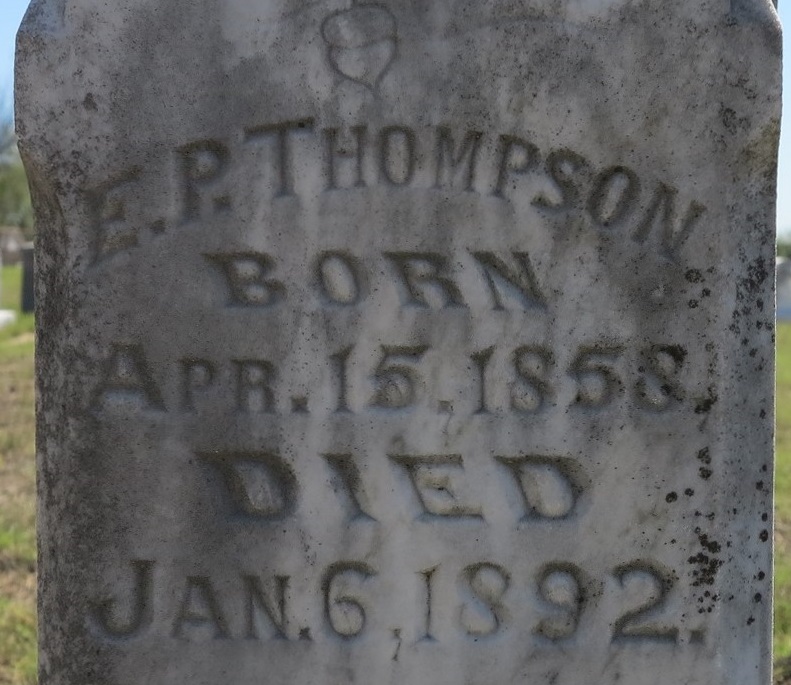 E. P. THOMPSON
BORN
APR. 15, 1858.
DIED
JAN. 6, 1892.